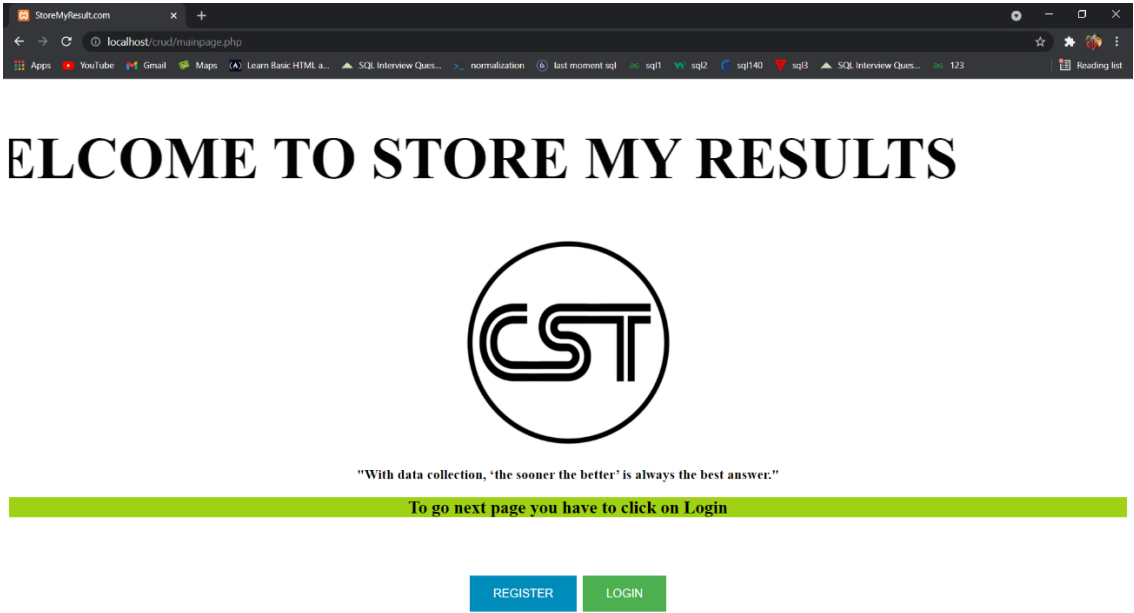 StoreMyResult.com
localhost/crud/mainpage.php
Apps YouTube Gmail Maps Learn Basic HTML a... SQL Interview Ques... normalization last moment sql sql1 sql2 sql140 sql3 SQL Interview Ques... 123 Reading list
ELCOME TO STORE MY RESULTS
CST
"With data collection, ‘the sooner the better’ is always the best answer."
To go next page you have to click on Login
REGISTER LOGIN